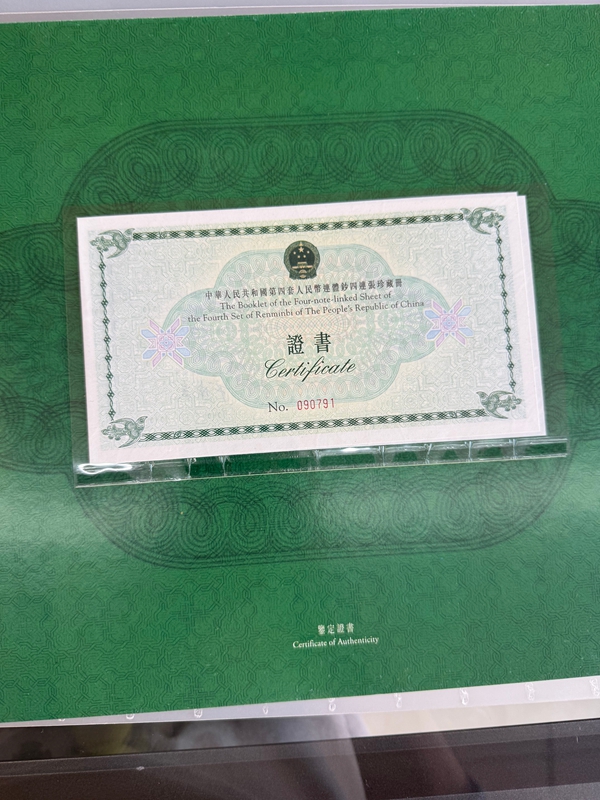 中華人民共和國第四套人民幣連體鈔四連張珍藏冊
The Booklet of the Four-note-linked Sheet of
the Fourth Set of Renminbi of The People's Republic of China
證書
Certificate
No. 090791
鑒定證書
Certificate of Authenticity